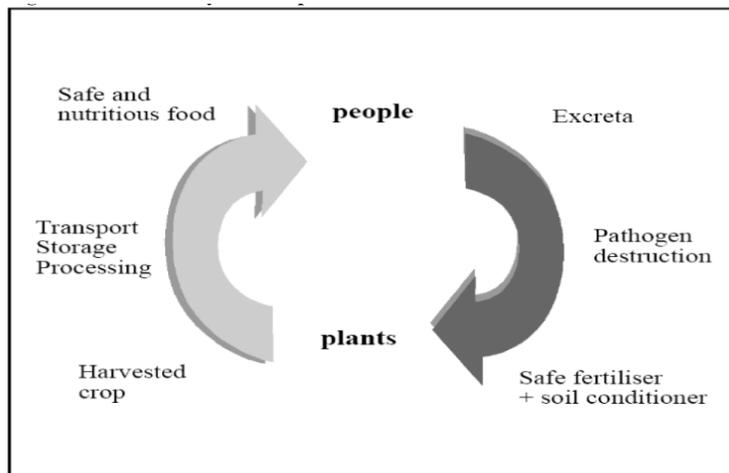 Safe and
nutritious food
people
Excreta
Transport
Storage
Processing
Pathogen
destruction
plants
Harvested
crop
Safe fertiliser
+ soil conditioner